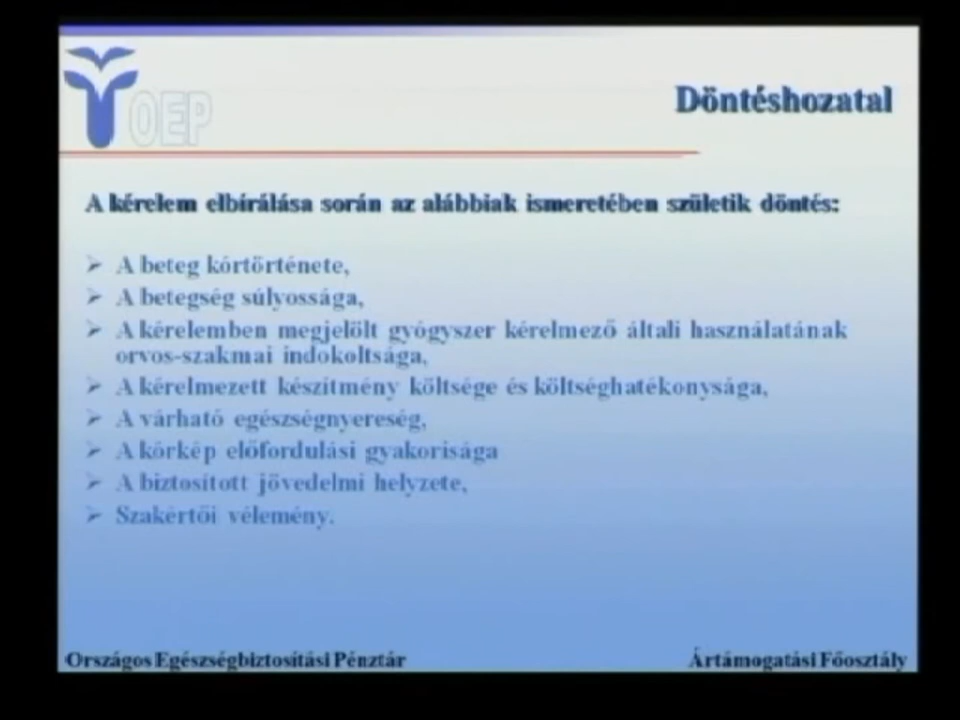 OEP
Döntéshozatal
A kérelem elbírálása során az alábbiak ismeretében születik döntés:
A beteg kórtörténete,
A betegség súlyossága,
A kérelemben megjelölt gyógyszer kérelmező általi használatának
orvos-szakmai indokoltsága,
A kérelmezett készítmény költsége és költséghatékonysága,
A várható egészségnyereség,
A kórkép előfordulási gyakorisága
A biztosított jövedelmi helyzete,
Szakértői vélemény.
Országos Egészségbiztosítási Pénztár
Ártámogatási Főosztály